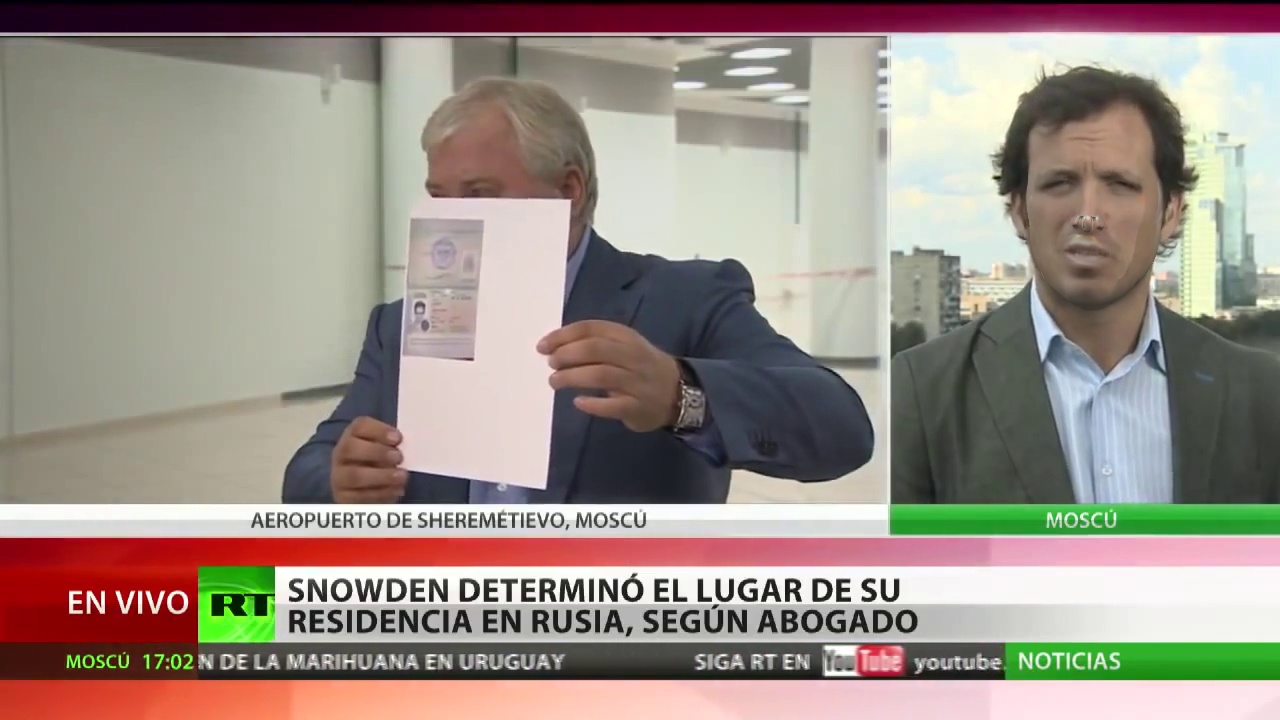 AEROPUERTO DE SHEREMÉTIEVO, MOSCÚ
MOSCÚ
EN VIVO
RT
SNOWDEN DETERMINÓ EL LUGAR DE SU
RESIDENCIA EN RUSIA, SEGÚN ABOGADO
MOSCÚ 17:02
N DE LA MARIHUANA EN URUGUAY SIGA RT EN YouTube youtube.
NOTICIAS